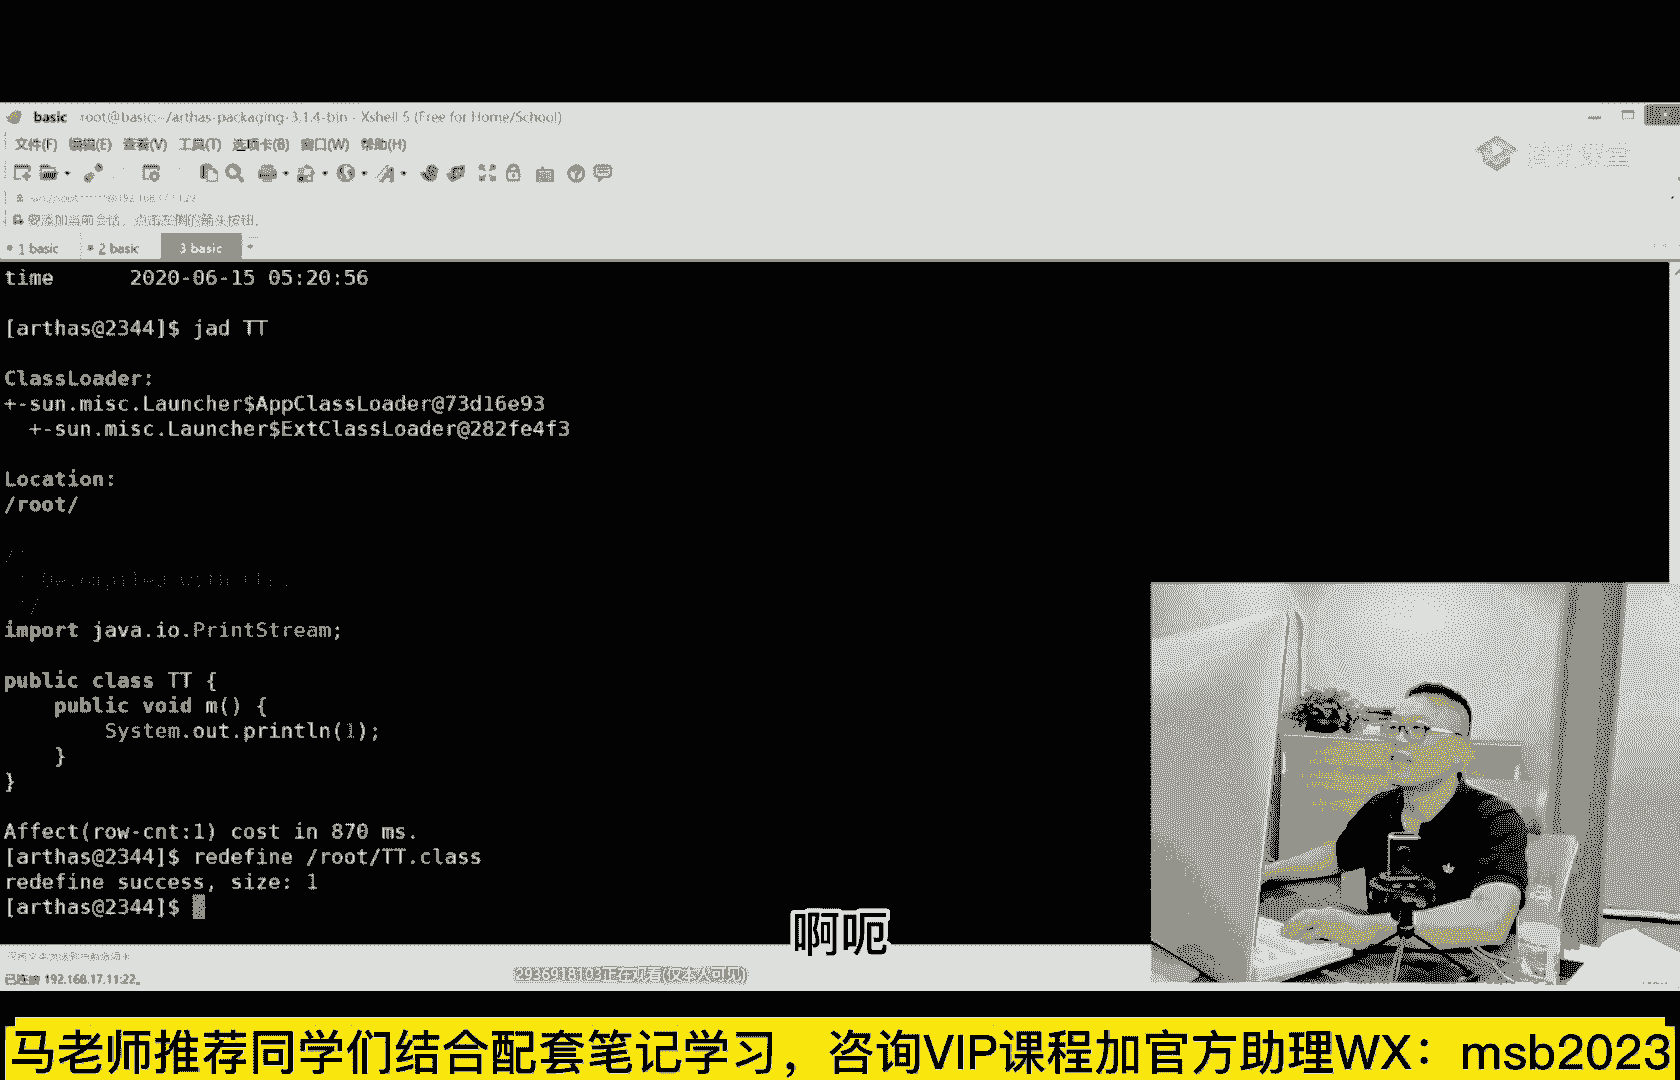 basic root@basic:~/arthas-packaging-3.1.4-bin - Xshell 5 (Free for Home/School)
文件(F) 编辑(E) 查看(V) 工具(T) 选项卡(B) 窗口(W) 帮助(H)
要添加当前会话，点击左侧的箭头按钮。
1 basic 2 basic 3 basic
time 2020-06-15 05:20:56
[arthas@2344]$ jad TT
ClassLoader:
+-sun.misc.Launcher$AppClassLoader@73d16e93
+-sun.misc.Launcher$ExtClassLoader@282fe4f3
Location:
/root/
/*
* Decompiled with CFR.
*/
import java.io.PrintStream;
public class TT {
public void m() {
System.out.println(1);
}
}
Affect(row-cnt:1) cost in 870 ms.
[arthas@2344]$ redefine /root/TT.class
redefine success, size: 1
[arthas@2344]$
啊呃
2936918103正在观看(仅本人可见)
已连接 192.168.17.11:22。
马老师推荐同学们结合配套笔记学习，咨询VIP课程加官方助理WX：msb2023